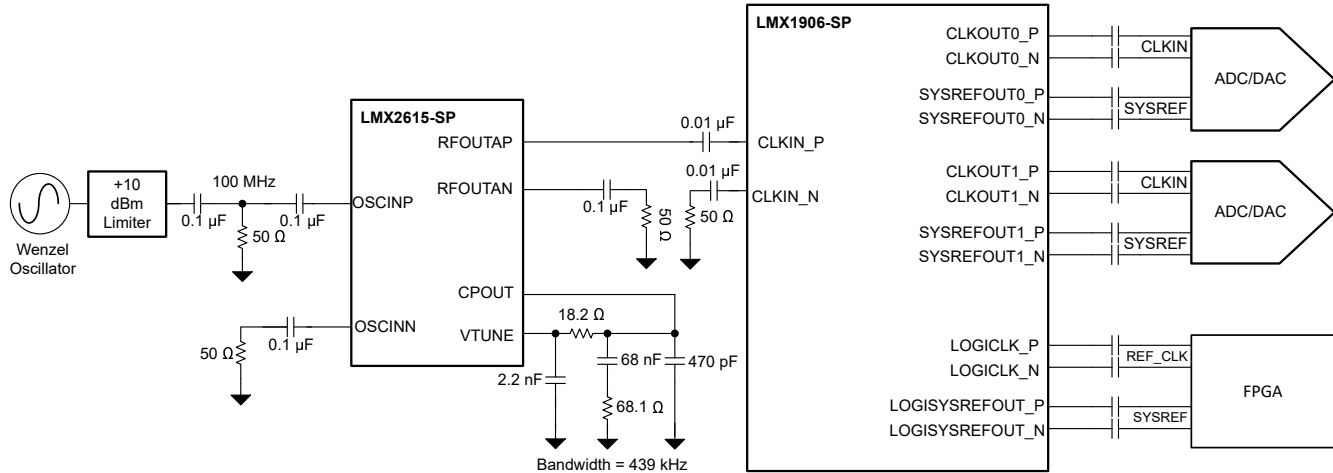 LMX1906-SP
CLKOUT0_P
CLKOUT0_N
CLKIN
SYSREFOUT0_P
SYSREFOUT0_N
SYSREF
ADC/DAC
LMX2615-SP
RFOUTAP
RFOUTAN
0.01 µF
CLKIN_P
0.01 µF
CLKIN_N
50 Ω
0.1 µF
50 Ω
CLKOUT1_P
CLKOUT1_N
CLKIN
SYSREFOUT1_P
SYSREFOUT1_N
SYSREF
ADC/DAC
Wenzel
Oscillator
+10
dBm
Limiter
0.1 µF
100 MHz
50 Ω
0.1 µF
OSCINP
OSCINN
0.1 µF
50 Ω
CPOUT
VTUNE
18.2 Ω
2.2 nF
68 nF
68.1 Ω
470 pF
Bandwidth = 439 kHz
LOGICLK_P
LOGICLK_N
REF_CLK
LOGISYSREFOUT_P
LOGISYSREFOUT_N
SYSREF
FPGA